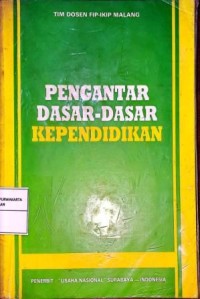 TIM DOSEN FIP-IKIP MALANG
PENGANTAR
DASAR-DASAR
KEPENDIDIKAN
PENERBIT : "USAHA NASIONAL" SURABAYA — INDONESIA